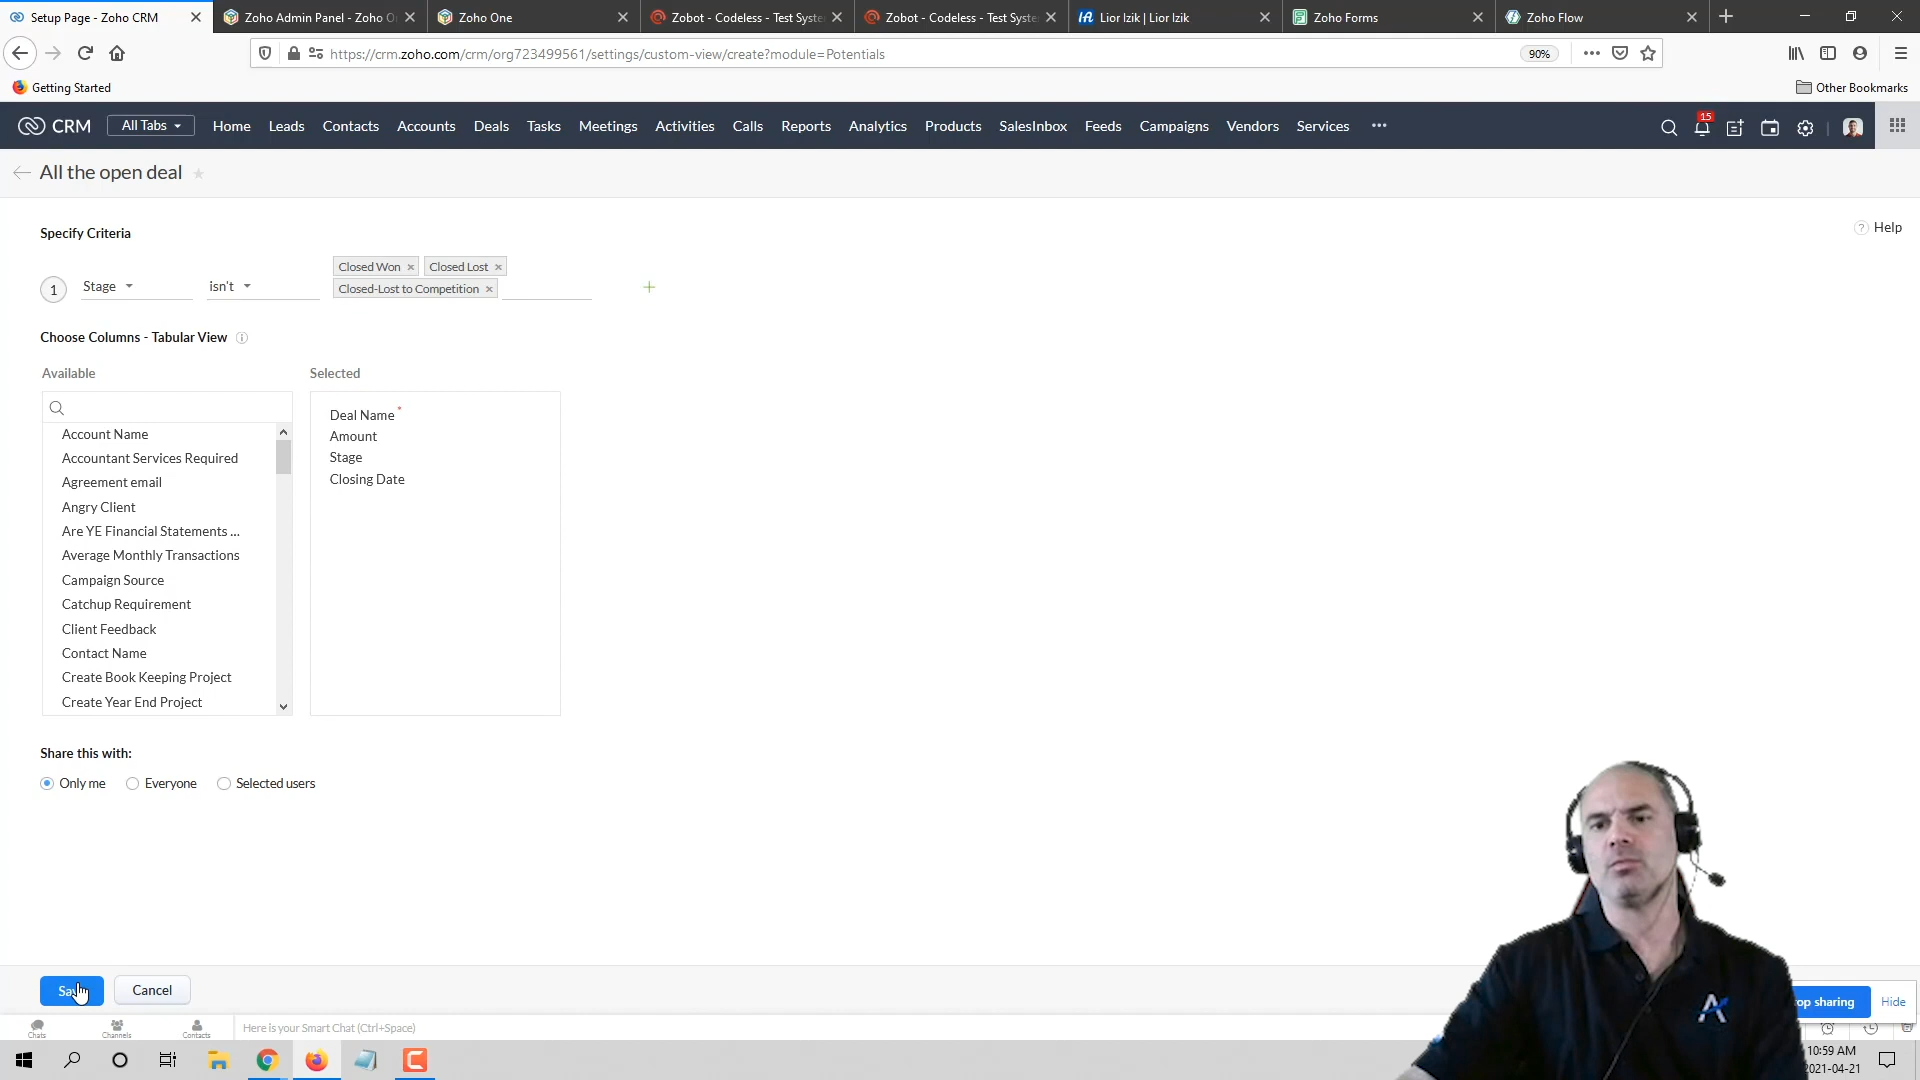 Setup Page - Zoho CRM
Zoho Admin Panel - Zoho O
Zoho One
Zobot - Codeless - Test Syste
Zobot - Codeless - Test Syste
Lior Izik | Lior Izik
Zoho Forms
Zoho Flow
https://crm.zoho.com/crm/org723499561/settings/custom-view/create?module=Potentials
90%
Getting Started
Other Bookmarks
CRM
All Tabs
Home
Leads
Contacts
Accounts
Deals
Tasks
Meetings
Activities
Calls
Reports
Analytics
Products
SalesInbox
Feeds
Campaigns
Vendors
Services
15
All the open deal
Specify Criteria
Help
1
Stage
isn't
Closed Won
Closed Lost
Closed-Lost to Competition
Choose Columns - Tabular View
Available
Selected
Account Name
Accountant Services Required
Agreement email
Angry Client
Are YE Financial Statements ...
Average Monthly Transactions
Campaign Source
Catchup Requirement
Client Feedback
Contact Name
Create Book Keeping Project
Create Year End Project
Deal Name *
Amount
Stage
Closing Date
Share this with:
Only me
Everyone
Selected users
Cancel
sharing
Hide
Chats
Channels
Contacts
Here is your Smart Chat (Ctrl+Space)
10:59 AM
2021-04-21